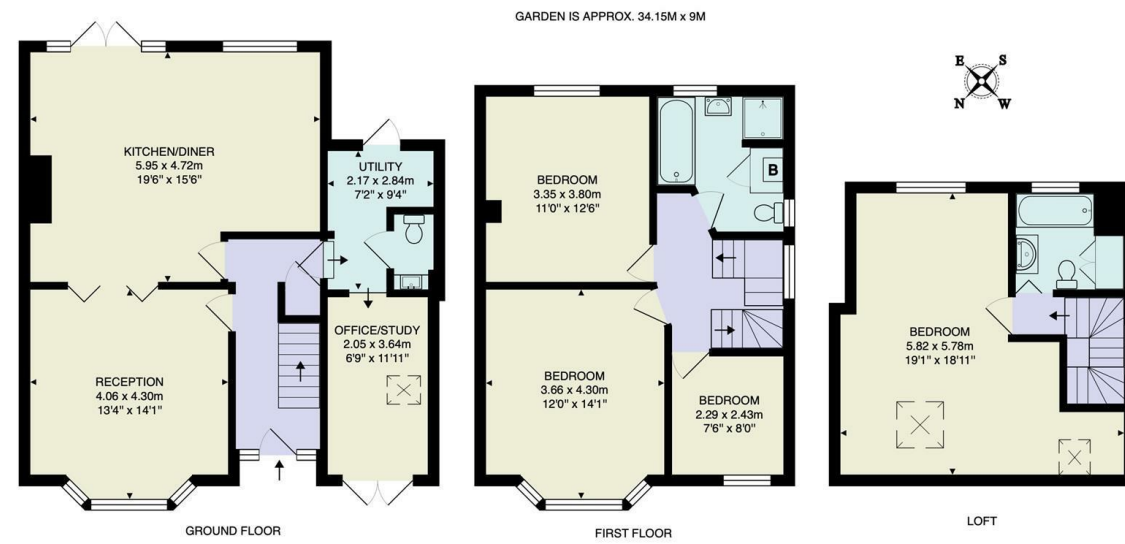 GARDEN IS APPROX. 34.15M x 9M
E S
N W
KITCHEN/DINER
5.95 x 4.72m
19'6" x 15'6"
UTILITY
2.17 x 2.84m
7'2" x 9'4"
OFFICE/STUDY
2.05 x 3.64m
6'9" x 11'11"
RECEPTION
4.06 x 4.30m
13'4" x 14'1"
GROUND FLOOR
BEDROOM
3.35 x 3.80m
11'0" x 12'6"
B
BEDROOM
3.66 x 4.30m
12'0" x 14'1"
BEDROOM
2.29 x 2.43m
7'6" x 8'0"
FIRST FLOOR
BEDROOM
5.82 x 5.78m
19'1" x 18'11"
LOFT